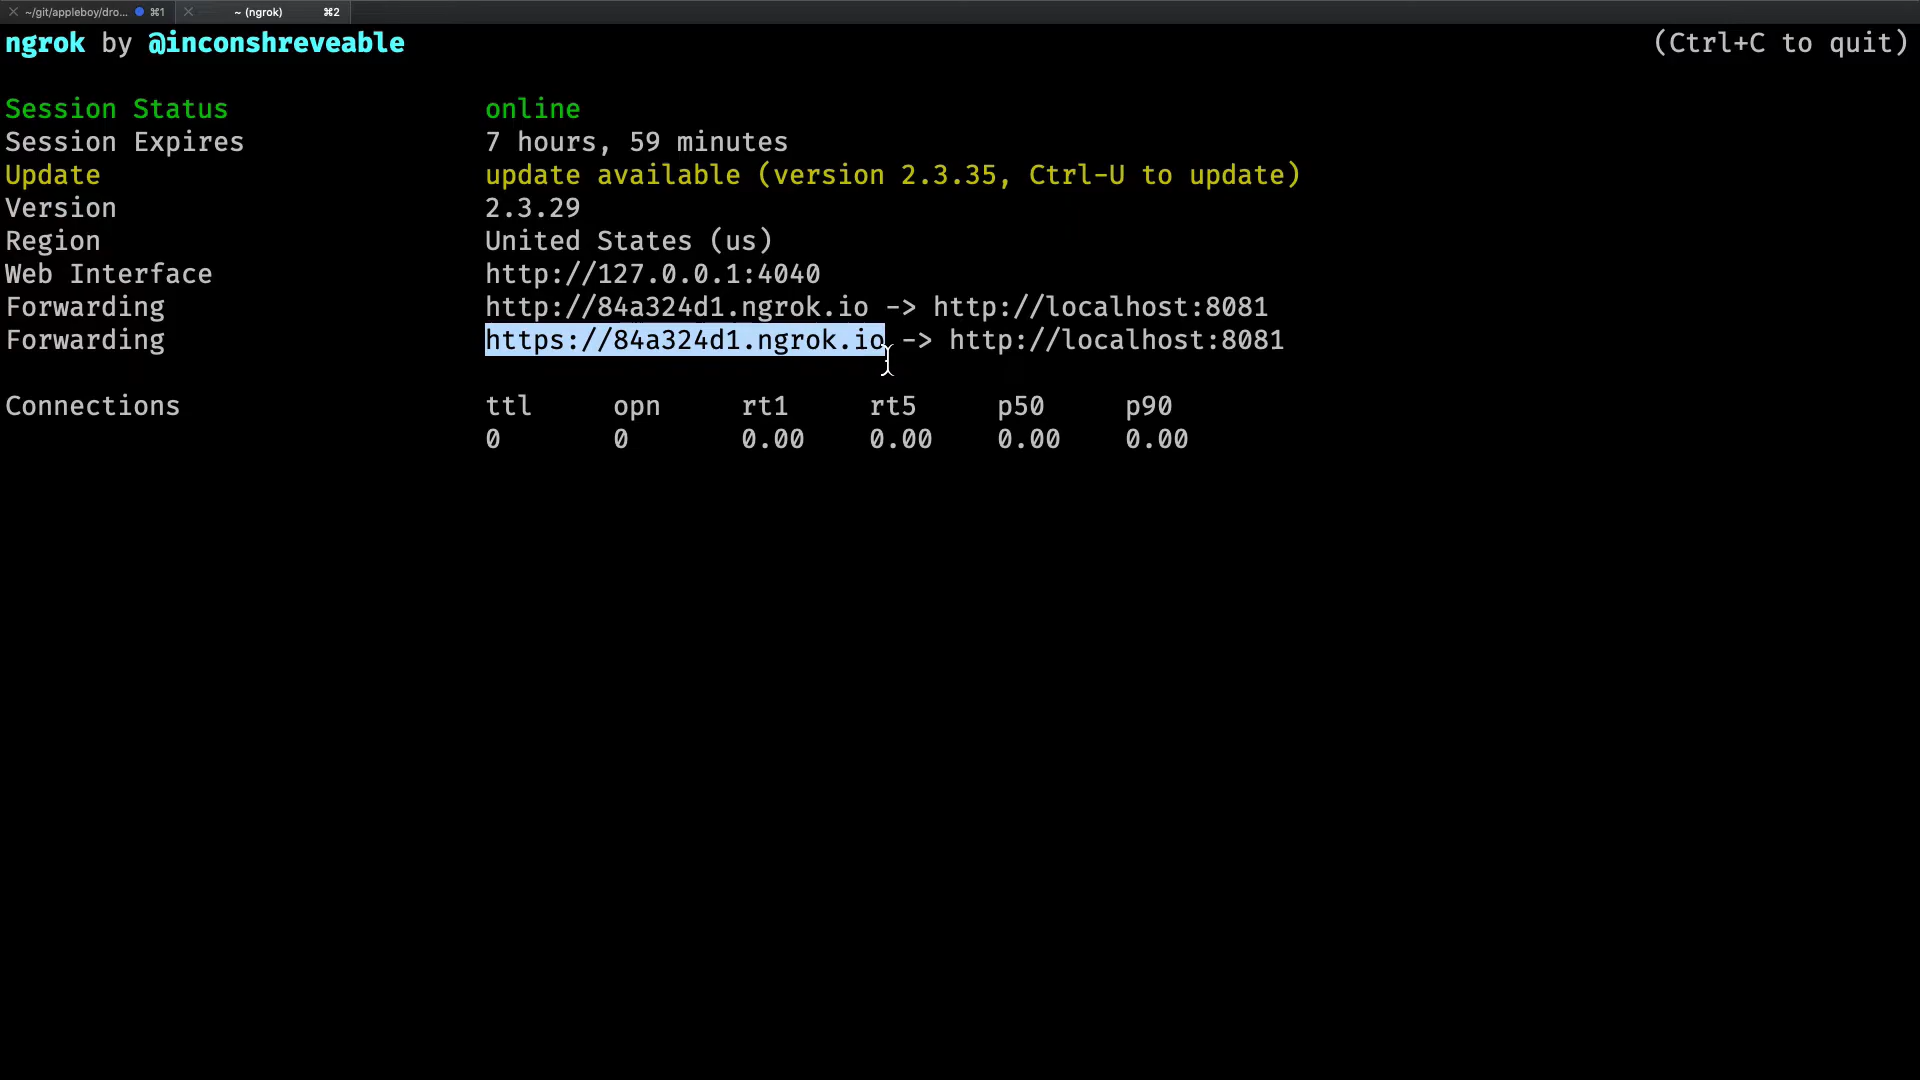 ~/git/appleboy/dro... ⌘1 ~ (ngrok) ⌘2
ngrok by @inconshreveable (Ctrl+C to quit)
Session Status online
Session Expires 7 hours, 59 minutes
Update update available (version 2.3.35, Ctrl-U to update)
Version 2.3.29
Region United States (us)
Web Interface http://127.0.0.1:4040
Forwarding http://84a324d1.ngrok.io -> http://localhost:8081
Forwarding https://84a324d1.ngrok.io -> http://localhost:8081
Connections ttl opn rt1 rt5 p50 p90
0 0 0.00 0.00 0.00 0.00